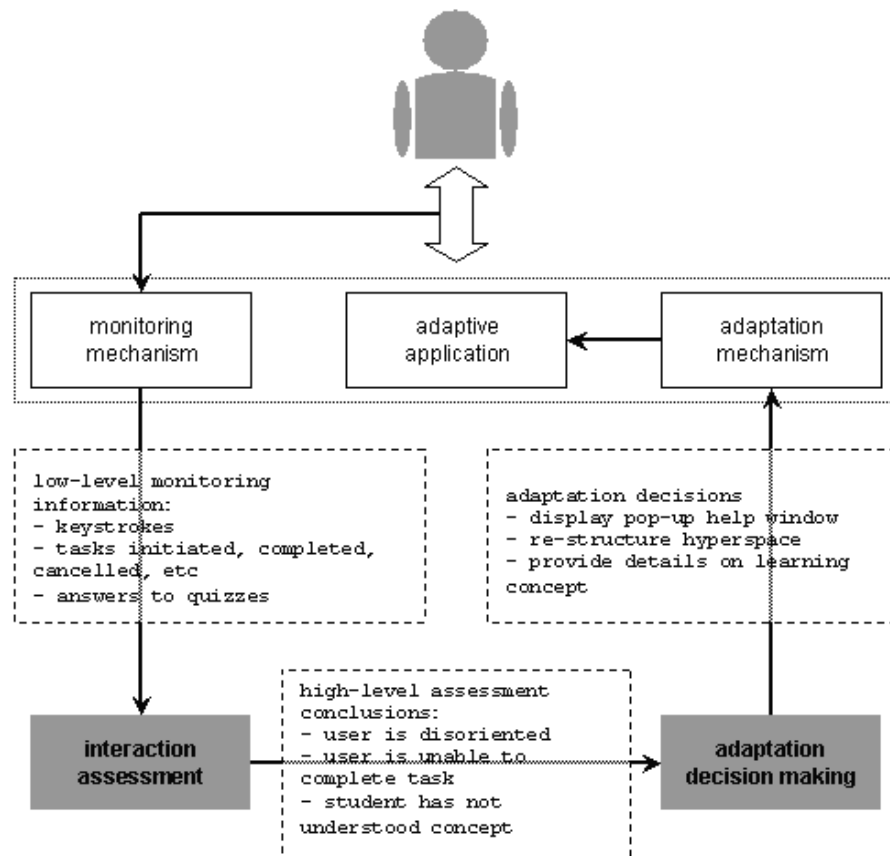 monitoring
mechanism
adaptive
application
adaptation
mechanism
low-level monitoring
information:
- keystrokes
- tasks initiated, completed,
cancelled, etc
- answers to quizzes
adaptation decisions
- display pop-up help window
- re-structure hyperspace
- provide details on learning
concept
high-level assessment
conclusions:
- user is disoriented
- user is unable to
complete task
- student has not
understood concept
interaction
assessment
adaptation
decision making